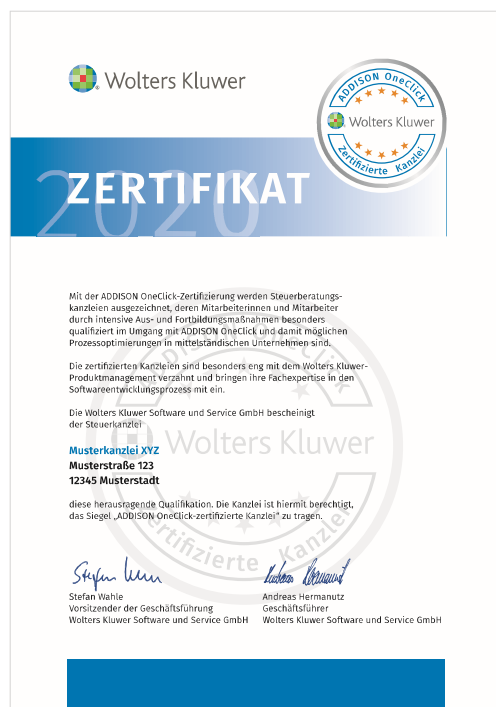 Wolters Kluwer
ADDISON OneClick
Wolters Kluwer
Zertifizierte Kanzlei
2020
ZERTIFIKAT
Mit der ADDISON OneClick-Zertifizierung werden Steuerberatungs-
kanzleien ausgezeichnet, deren Mitarbeiterinnen und Mitarbeiter
durch intensive Aus- und Fortbildungsmaßnahmen besonders
qualifiziert im Umgang mit ADDISON OneClick und damit möglichen
Prozessoptimierungen in mittelständischen Unternehmen sind.
Die zertifizierten Kanzleien sind besonders eng mit dem Wolters Kluwer-
Produktmanagement verzahnt und bringen ihre Fachexpertise in den
Softwareentwicklungsprozess mit ein.
Die Wolters Kluwer Software und Service GmbH bescheinigt
der Steuerkanzlei
Musterkanzlei XYZ
Musterstraße 123
12345 Musterstadt
diese herausragende Qualifikation. Die Kanzlei ist hiermit berechtigt,
das Siegel „ADDISON OneClick-zertifizierte Kanzlei“ zu tragen.
ADDISON OneClick
Wolters Kluwer
Zertifizierte Kanzlei
Stefan Wahle
Vorsitzender der Geschäftsführung
Wolters Kluwer Software und Service GmbH
Andreas Hermanutz
Geschäftsführer
Wolters Kluwer Software und Service GmbH